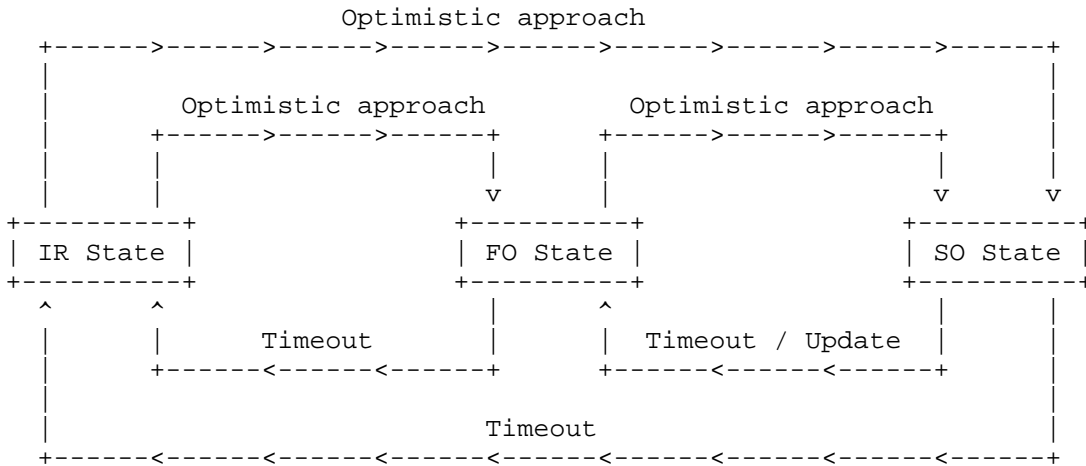 Optimistic approach
Optimistic approach Optimistic approach
IR State FO State SO State
Timeout Timeout / Update
Timeout